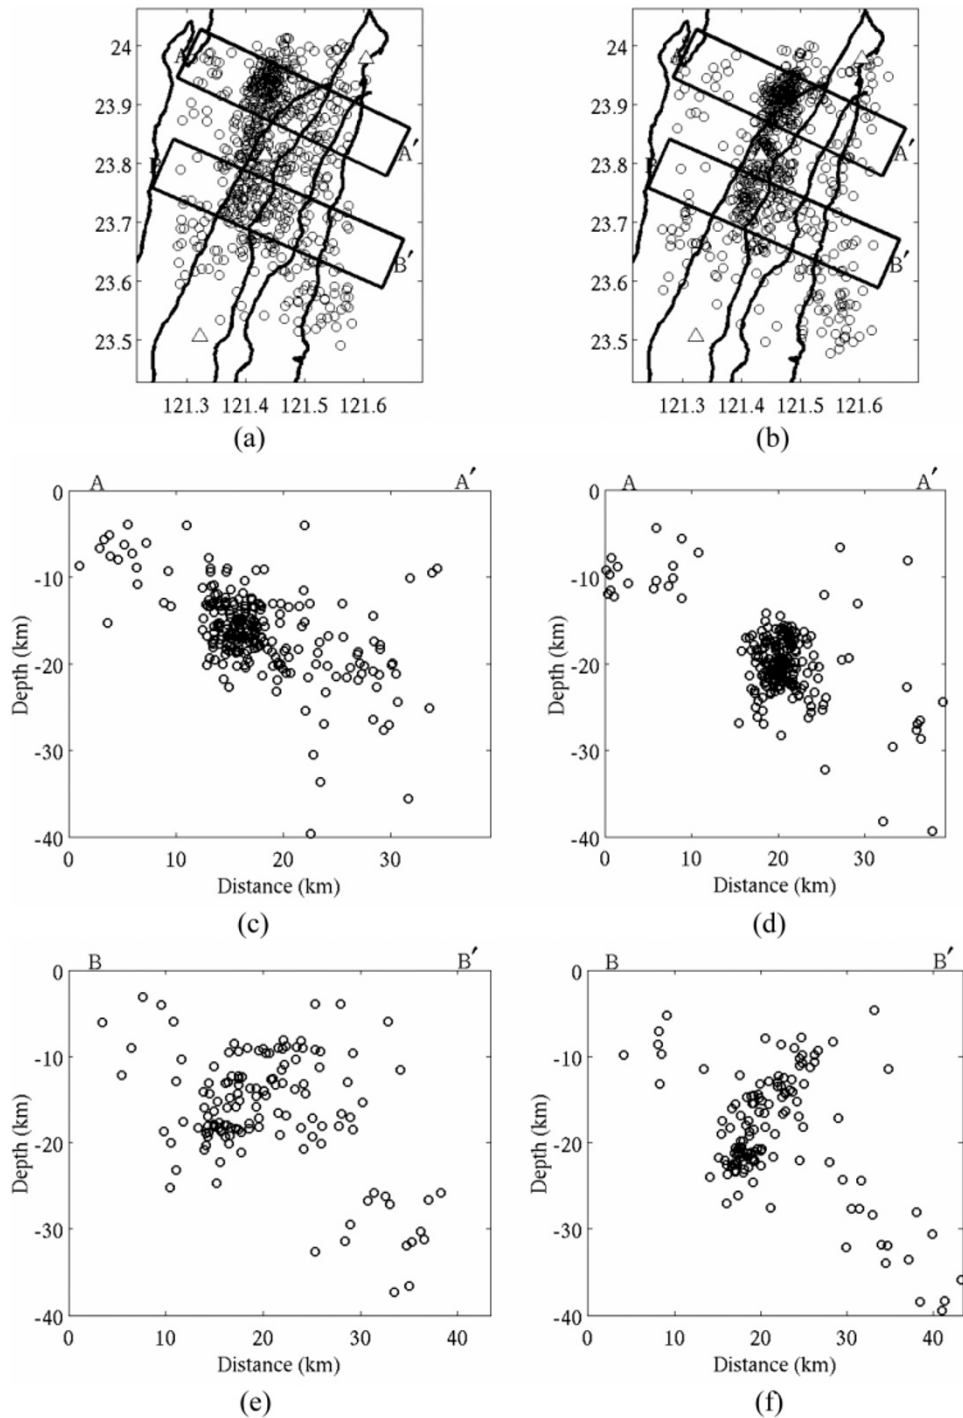 24
23.9
23.8
23.7
23.6
23.5
A
A′
B′
121.3 121.4 121.5 121.6
(a)
24
23.9
23.8
23.7
23.6
23.5
A
A′
B′
121.3 121.4 121.5 121.6
(b)
A A′
0
-10
-20
-30
-40
Depth (km)
0 10 20 30
Distance (km)
(c)
A A′
0
-10
-20
-30
-40
Depth (km)
0 10 20 30
Distance (km)
(d)
B B′
0
-10
-20
-30
-40
Depth (km)
0 10 20 30 40
Distance (km)
(e)
B B′
0
-10
-20
-30
-40
Depth (km)
0 10 20 30 40
Distance (km)
(f)